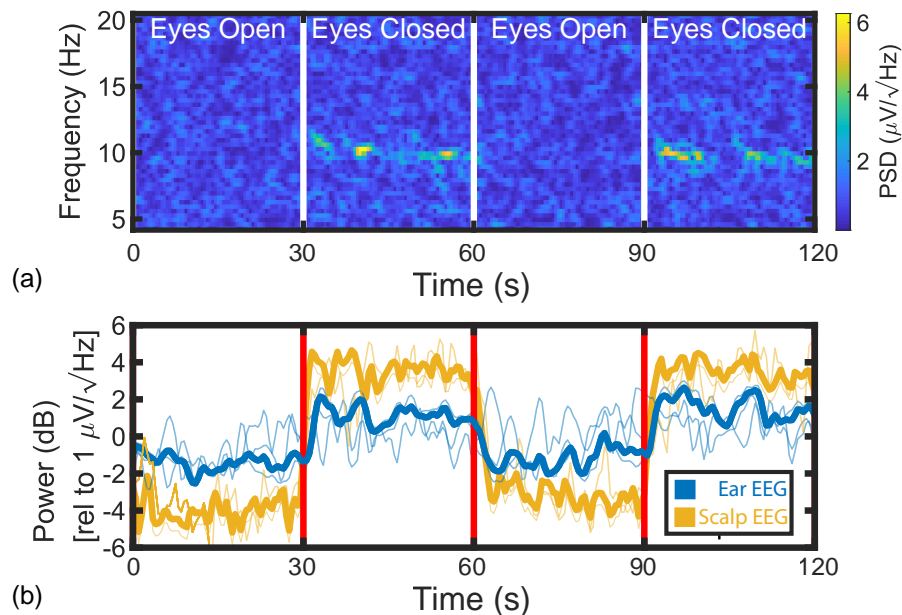 20
15
10
5
Frequency (Hz)
Eyes Open
Eyes Closed
Eyes Open
Eyes Closed
6
4
2
PSD (μV/√Hz)
0
30
60
90
120
Time (s)
(a)
6
4
2
0
-2
-4
-6
Power (dB)
[rel to 1 μV/√Hz]
Ear EEG
Scalp EEG
0
30
60
90
120
Time (s)
(b)